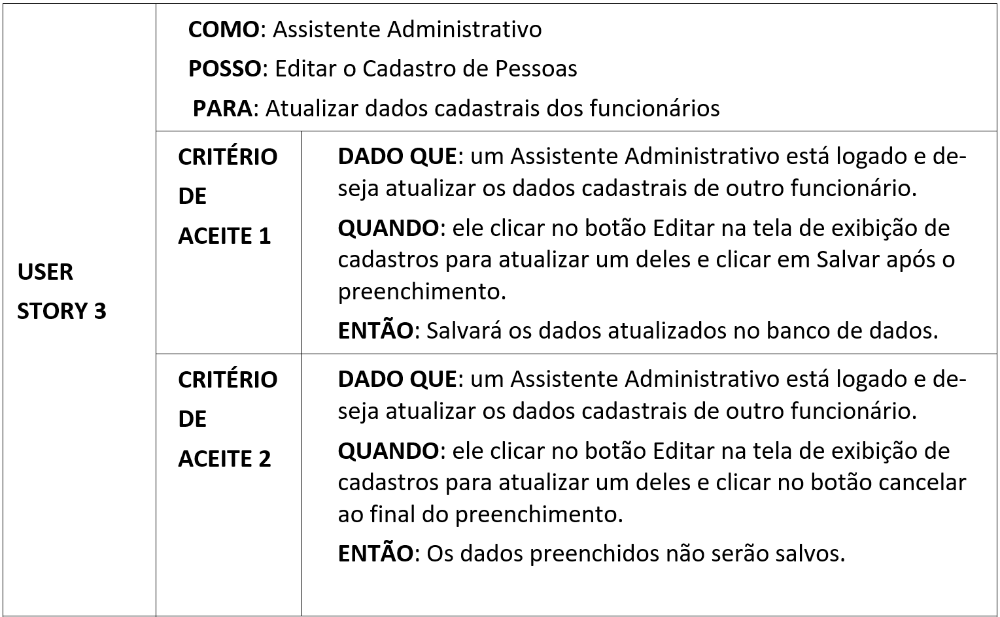 COMO: Assistente Administrativo
POSSO: Editar o Cadastro de Pessoas
PARA: Atualizar dados cadastrais dos funcionários
USER
STORY 3
CRITÉRIO
DE
ACEITE 1
DADO QUE: um Assistente Administrativo está logado e de-
seja atualizar os dados cadastrais de outro funcionário.
QUANDO: ele clicar no botão Editar na tela de exibição de
cadastros para atualizar um deles e clicar em Salvar após o
preenchimento.
ENTÃO: Salvará os dados atualizados no banco de dados.
CRITÉRIO
DE
ACEITE 2
DADO QUE: um Assistente Administrativo está logado e de-
seja atualizar os dados cadastrais de outro funcionário.
QUANDO: ele clicar no botão Editar na tela de exibição de
cadastros para atualizar um deles e clicar no botão cancelar
ao final do preenchimento.
ENTÃO: Os dados preenchidos não serão salvos.